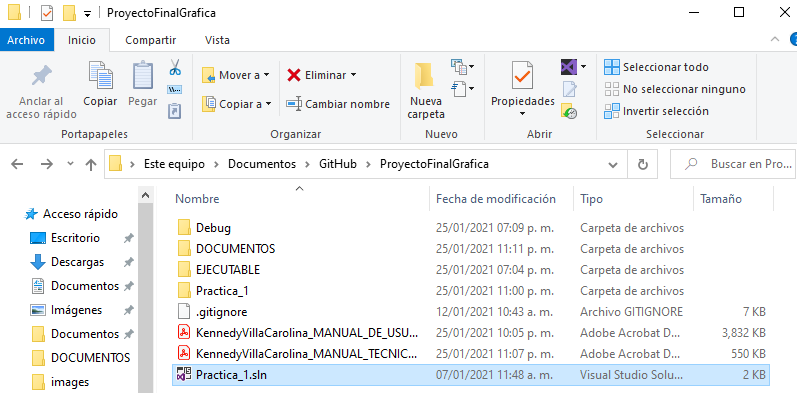 ProyectoFinalGrafica
Archivo Inicio Compartir Vista
Anclar al acceso rápido
Copiar
Pegar
Portapapeles
Mover a
Copiar a
Eliminar
Cambiar nombre
Organizar
Nueva carpeta
Nuevo
Propiedades
Abrir
Seleccionar todo
No seleccionar ninguno
Invertir selección
Seleccionar
Este equipo Documentos GitHub ProyectoFinalGrafica
Buscar en Pro...
Acceso rápido
Escritorio
Descargas
Documentos
Imágenes
Documentos
DOCUMENTOS
images
Nombre Fecha de modificación Tipo Tamaño
Debug 25/01/2021 07:09 p. m. Carpeta de archivos
DOCUMENTOS 25/01/2021 11:11 p. m. Carpeta de archivos
EJECUTABLE 25/01/2021 07:04 p. m. Carpeta de archivos
Practica_1 25/01/2021 11:00 p. m. Carpeta de archivos
.gitignore 12/01/2021 10:43 a. m. Archivo GITIGNORE 7 KB
KennedyVillaCarolina_MANUAL_DE_USU... 25/01/2021 10:05 p. m. Adobe Acrobat D... 3,832 KB
KennedyVillaCarolina_MANUAL_TECNIC... 25/01/2021 11:07 p. m. Adobe Acrobat D... 550 KB
Practica_1.sln 07/01/2021 11:48 a. m. Visual Studio Solu... 2 KB